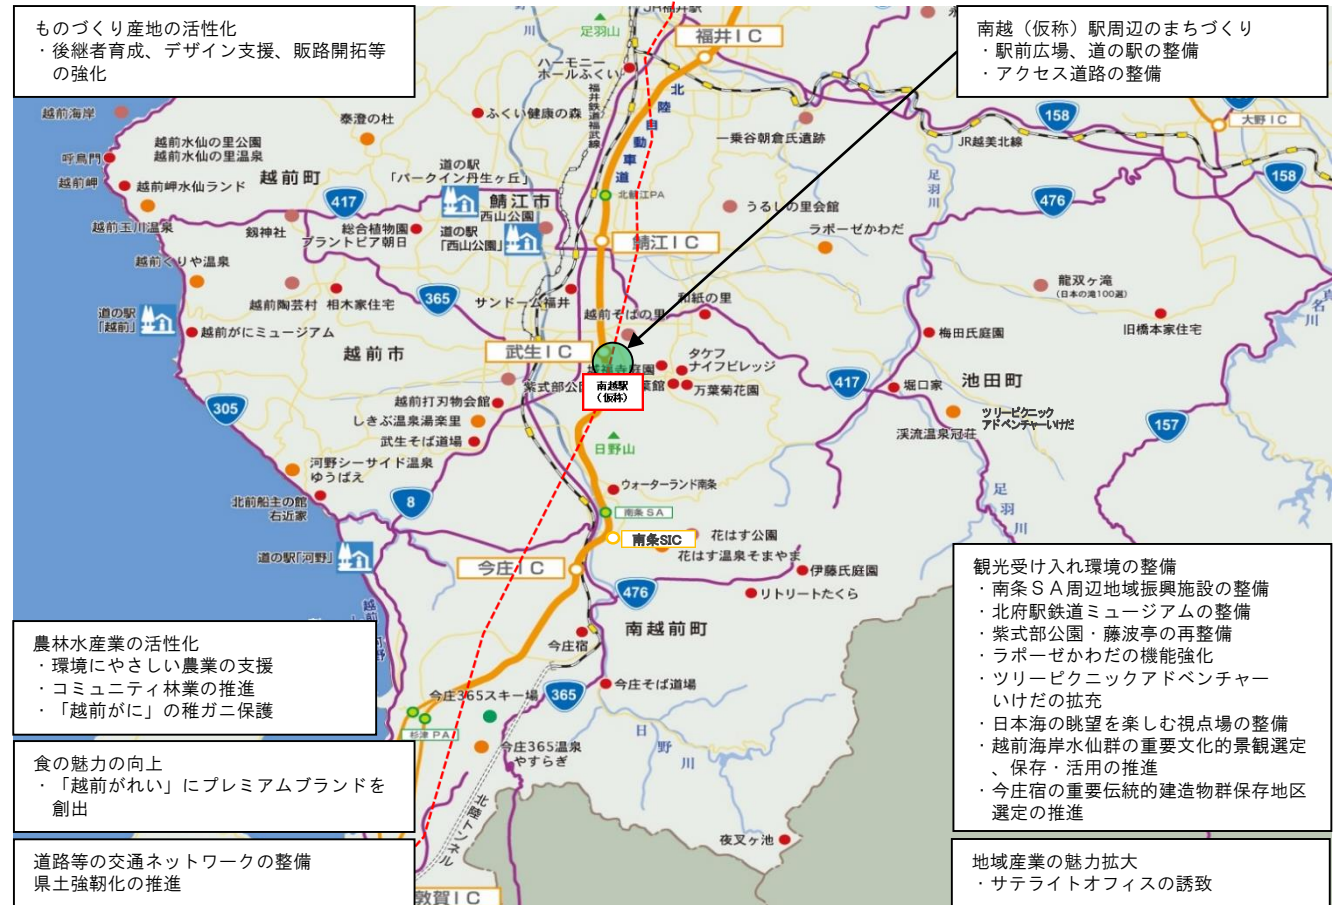 ものづくり産地の活性化
・後継者育成、デザイン支援、販路開拓等
の強化
南越（仮称）駅周辺のまちづくり
・駅前広場、道の駅の整備
・アクセス道路の整備
JR福井駅
足羽山
福井ＩＣ
ハーモニー
ホールふくい
福井鉄道福武線
北陸自動車道
越前海岸
泰澄の杜
ふくい健康の森
一乗谷朝倉氏遺跡
158
大野ＩＣ
JR越美北線
158
呼鳥門
越前水仙の里公園
越前水仙の里温泉
越前岬
越前岬水仙ランド
越前町
417
道の駅
「パークイン丹生ヶ丘」
鯖江市
西山公園
北鯖江PA
足羽川
476
越前玉川温泉
劔神社
総合植物園
プラントピア朝日
道の駅
「西山公園」
鯖江ＩＣ
うるしの里会館
ラポーゼかわだ
越前くりや温泉
越前陶芸村
相木家住宅
365
サンドーム福井
和紙の里
越前そばの里
龍双ヶ滝
(日本の滝100選)
真名川
道の駅
「越前」
越前がにミュージアム
越前市
武生ＩＣ
梅田氏庭園
旧橋本家住宅
タケフ
ナイフビレッジ
万葉菊花園
南越駅
（仮称）
417
堀口家
池田町
305
越前打刃物会館
しきぶ温泉湯楽里
武生そば道場
日野山
渓流温泉冠荘
ツリーピクニック
アドベンチャーいけだ
157
河野シーサイド温泉
ゆうばえ
8
北前船主の館
右近家
ウォーターランド南条
南条ＳＡ
南条SIC
花はす公園
花はす温泉そまやま
足羽川
道の駅「河野」
今庄ＩＣ
伊藤氏庭園
476
リトリートたくら
南越前町
今庄宿
今庄365スキー場
365
今庄そば道場
杉津PA
今庄365温泉
やすらぎ
日野川
北陸トンネル
夜叉ヶ池
敦賀ＩＣ
農林水産業の活性化
・環境にやさしい農業の支援
・コミュニティ林業の推進
・「越前がに」の稚ガニ保護
食の魅力の向上
・「越前がれい」にプレミアムブランドを
創出
道路等の交通ネットワークの整備
県土強靭化の推進
観光受け入れ環境の整備
・南条ＳＡ周辺地域振興施設の整備
・北府駅鉄道ミュージアムの整備
・紫式部公園・藤波亭の再整備
・ラポーゼかわだの機能強化
・ツリーピクニックアドベンチャー
いけだの拡充
・日本海の眺望を楽しむ視点場の整備
・越前海岸水仙群の重要文化的景観選定
、保存・活用の推進
・今庄宿の重要伝統的建造物群保存地区
選定の推進
地域産業の魅力拡大
・サテライトオフィスの誘致